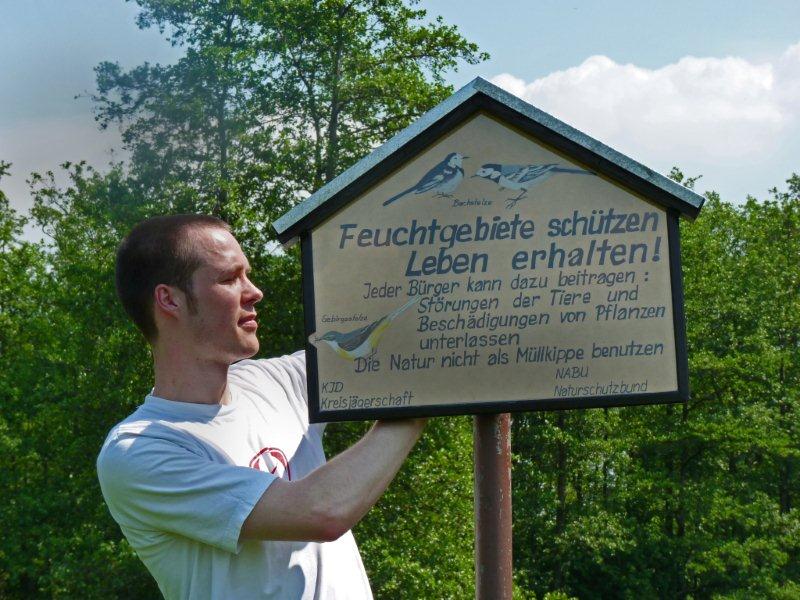 Bachstelze
Feuchtgebiete schützen
Leben erhalten!
Jeder Bürger kann dazu beitragen:
Störungen der Tiere und
Beschädigungen von Pflanzen
unterlassen
Gebirgsstelze
Die Natur nicht als Müllkippe benutzen
KJD
Kreisjägerschaft
NABU
Naturschutzbund